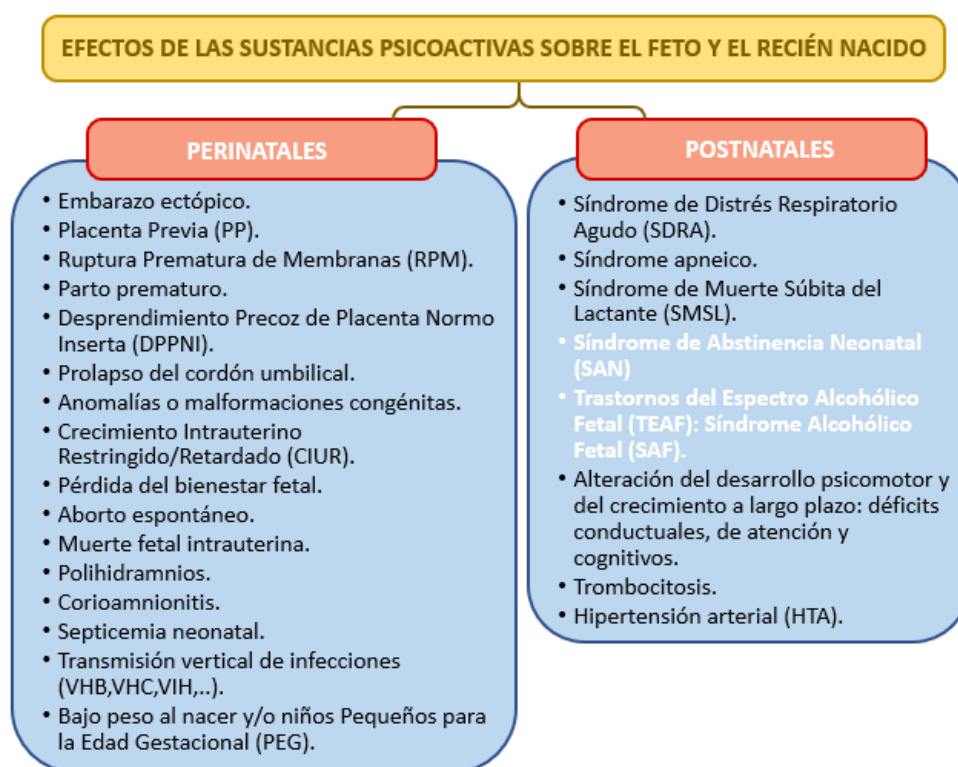 EFECTOS DE LAS SUSTANCIAS PSICOACTIVAS SOBRE EL FETO Y EL RECIÉN NACIDO
PERINATALES
• Embarazo ectópico.
• Placenta Previa (PP).
• Ruptura Prematura de Membranas (RPM).
• Parto prematuro.
• Desprendimiento Precoz de Placenta Normo
Inserta (DPPNI).
• Prolapso del cordón umbilical.
• Anomalías o malformaciones congénitas.
• Crecimiento Intrauterino
Restringido/Retardado (CIUR).
• Pérdida del bienestar fetal.
• Aborto espontáneo.
• Muerte fetal intrauterina.
• Polihidramnios.
• Corioamnionitis.
• Septicemia neonatal.
• Transmisión vertical de infecciones
(VHB,VHC,VIH,..).
• Bajo peso al nacer y/o niños Pequeños para
la Edad Gestacional (PEG).
POSTNATALES
• Síndrome de Distrés Respiratorio
Agudo (SDRA).
• Síndrome apneico.
• Síndrome de Muerte Súbita del
Lactante (SMSL).
• Síndrome de Abstinencia Neonatal
(SAN)
• Trastornos del Espectro Alcohólico
Fetal (TEAF): Síndrome Alcohólico
Fetal (SAF).
• Alteración del desarrollo psicomotor y
del crecimiento a largo plazo: déficits
conductuales, de atención y
cognitivos.
• Trombocitosis.
• Hipertensión arterial (HTA).